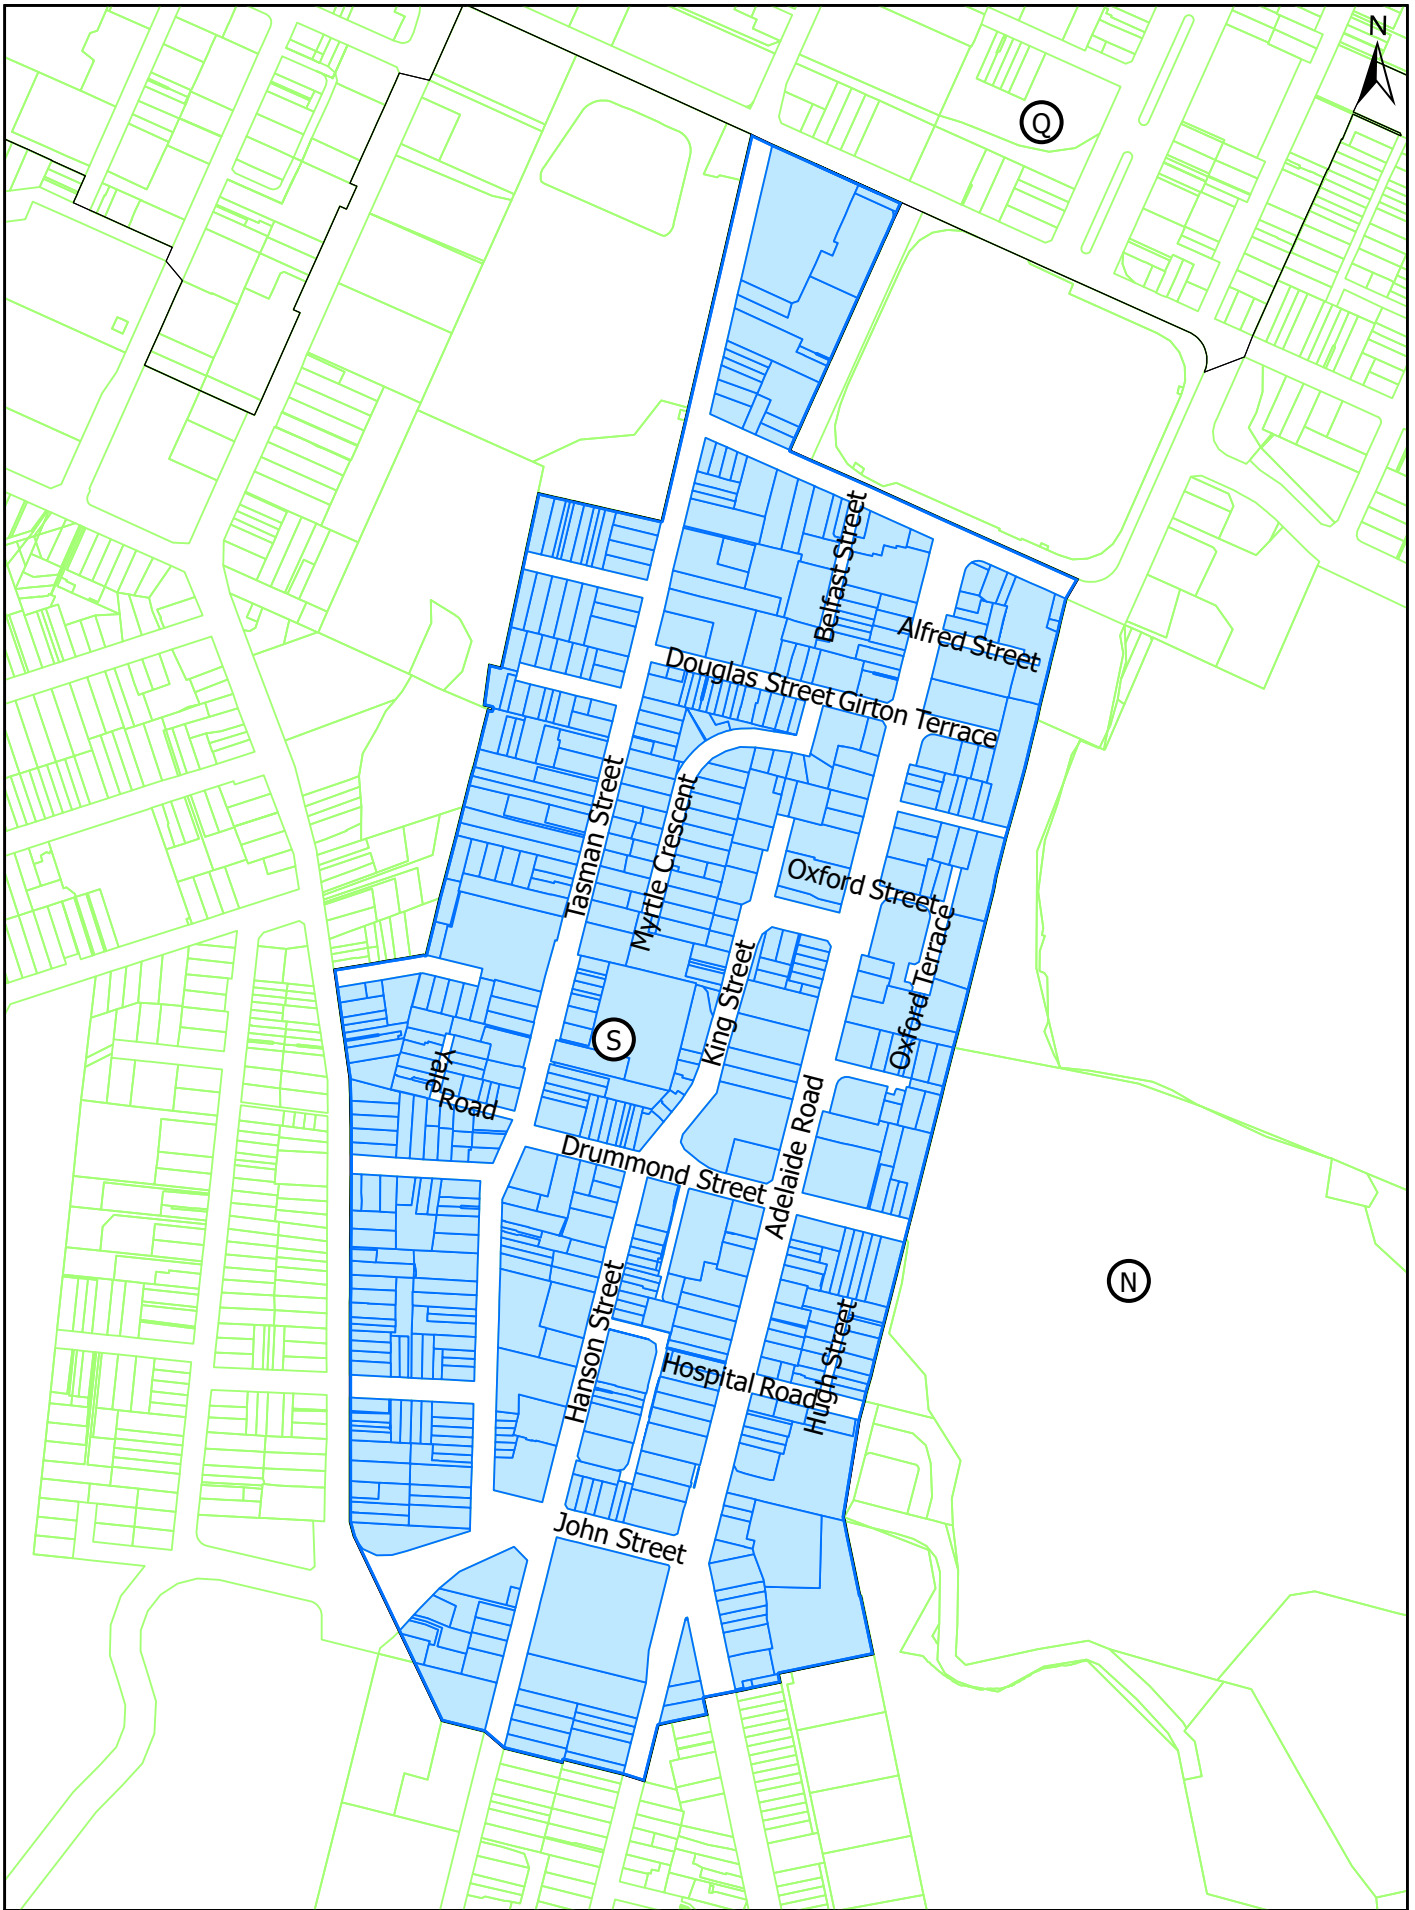 N
Q
Belfast Street
Alfred Street
Douglas Street
Girton Terrace
Tasman Street
Myrtle Crescent
Oxford Street
Oxford Terrace
King Street
S
Yale
Road
Adelaide Road
Drummond Street
N
Hanson Street
Hugh Street
Hospital Road
John Street